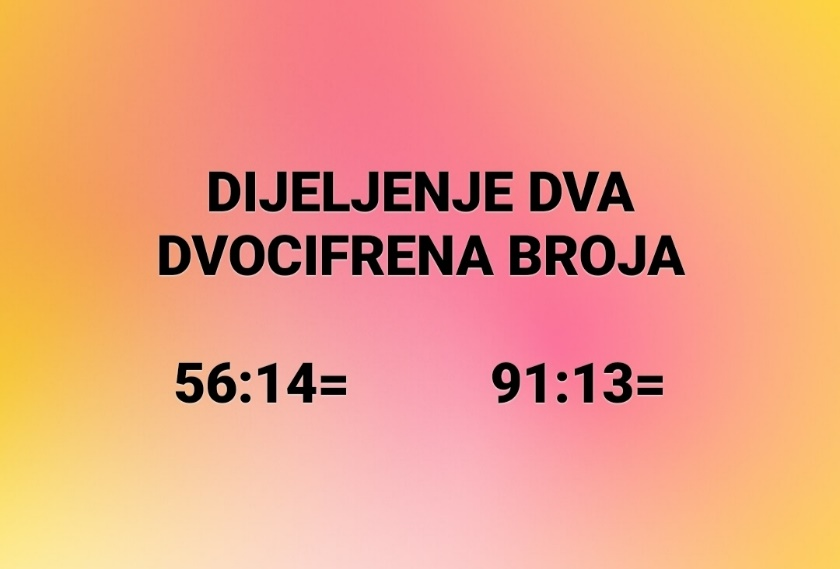 DIJELJENJE DVA
DVOCIFRENA BROJA
56:14= 91:13=